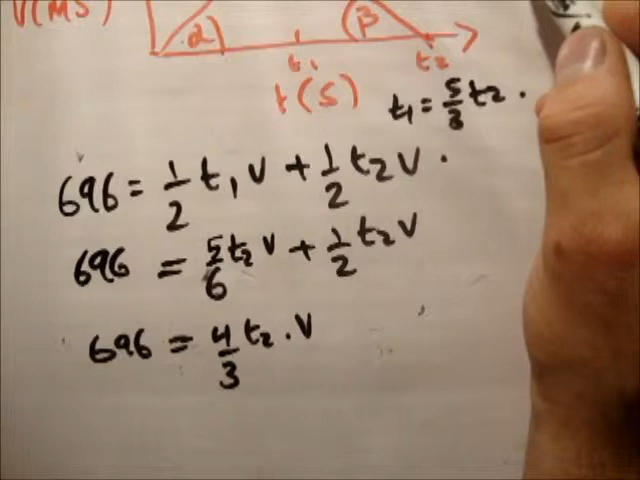 V(MS)
α β
t₁ t₂
t(S)
t₁ = 5/3 t₂ .
696 = 1/2 t₁ V + 1/2 t₂ V .
696 = 5/6 t₂ V + 1/2 t₂ V
696 = 4/3 t₂ . V